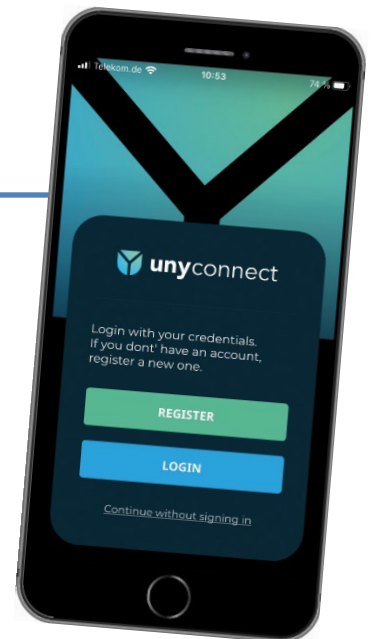 Telekom.de 10:53 74 %
unyconnect
Login with your credentials.
If you dont' have an account,
register a new one.
REGISTER
LOGIN
Continue without signing in